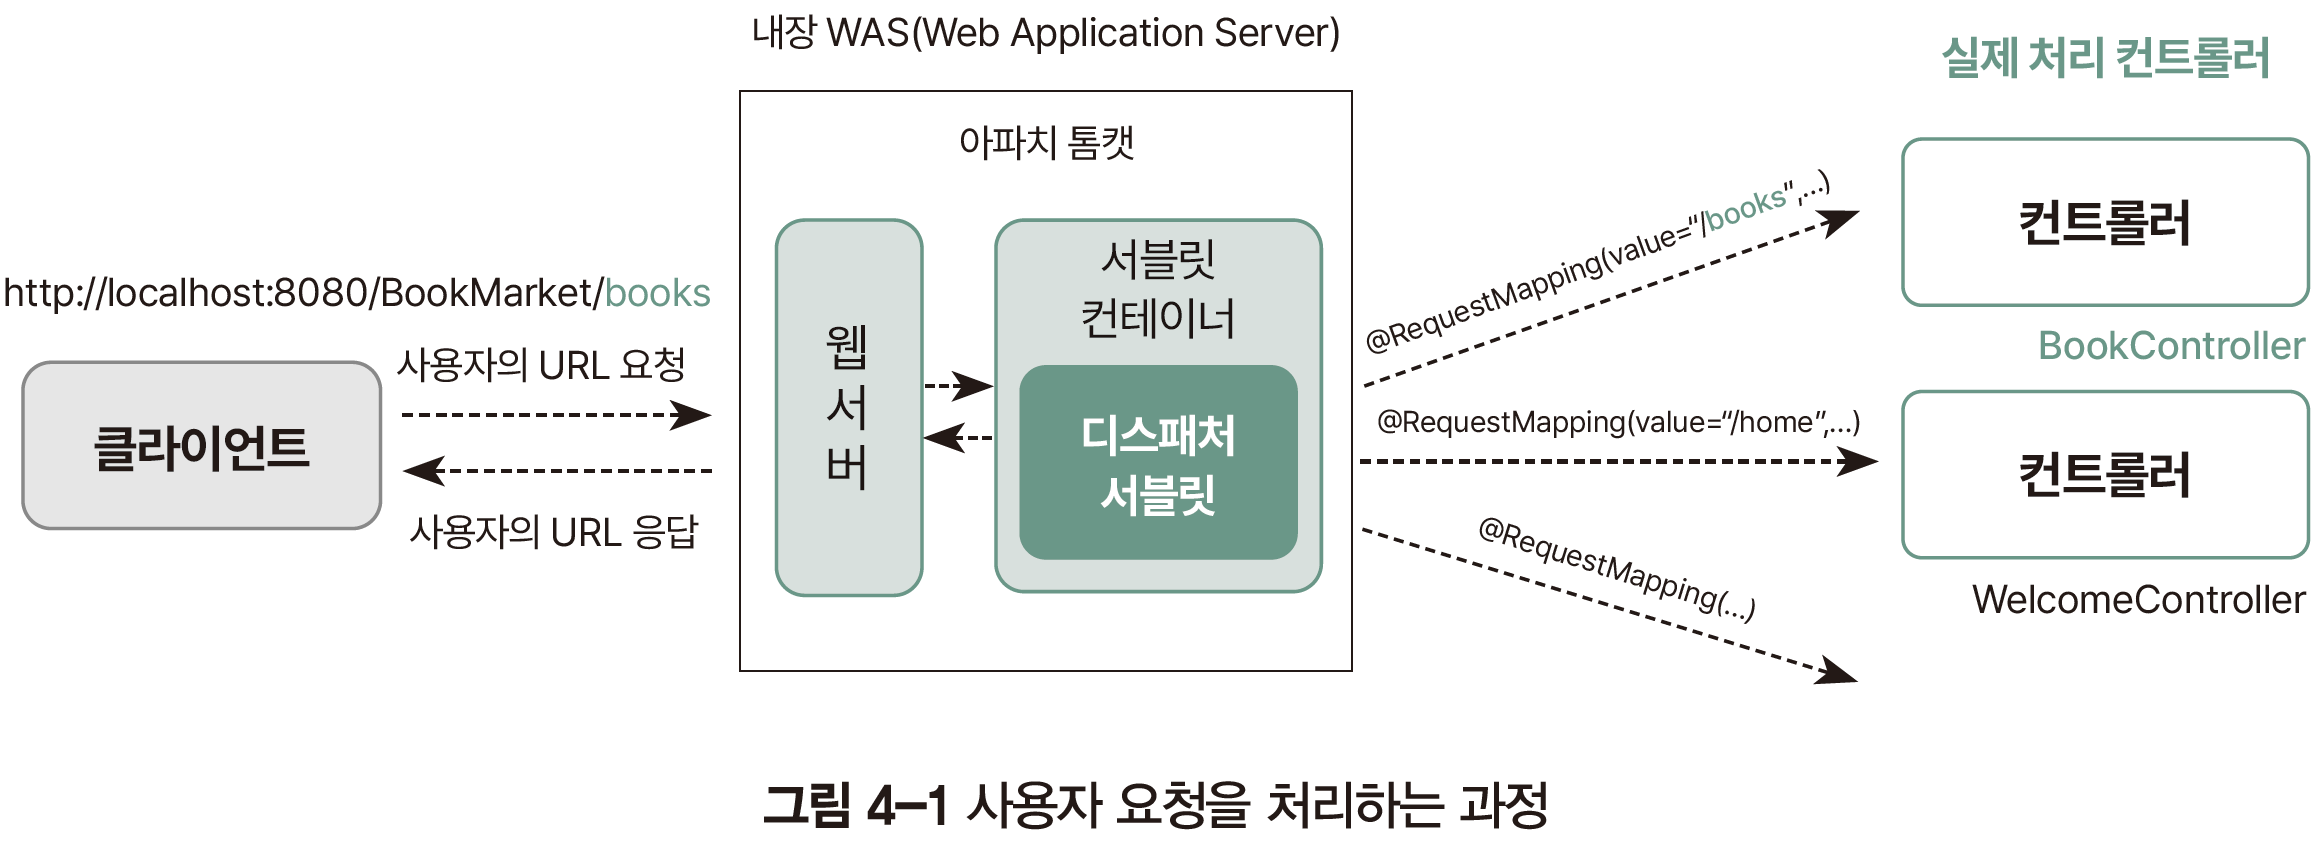 내장 WAS(Web Application Server)
실제 처리 컨트롤러
아파치 톰캣
http://localhost:8080/BookMarket/books
사용자의 URL 요청
클라이언트
사용자의 URL 응답
웹
서
버
서블릿
컨테이너
디스패처
서블릿
@RequestMapping(value=“/books”,...)
컨트롤러
BookController
@RequestMapping(value=“/home”,...)
컨트롤러
WelcomeController
@RequestMapping(...)
그림 4-1 사용자 요청을 처리하는 과정